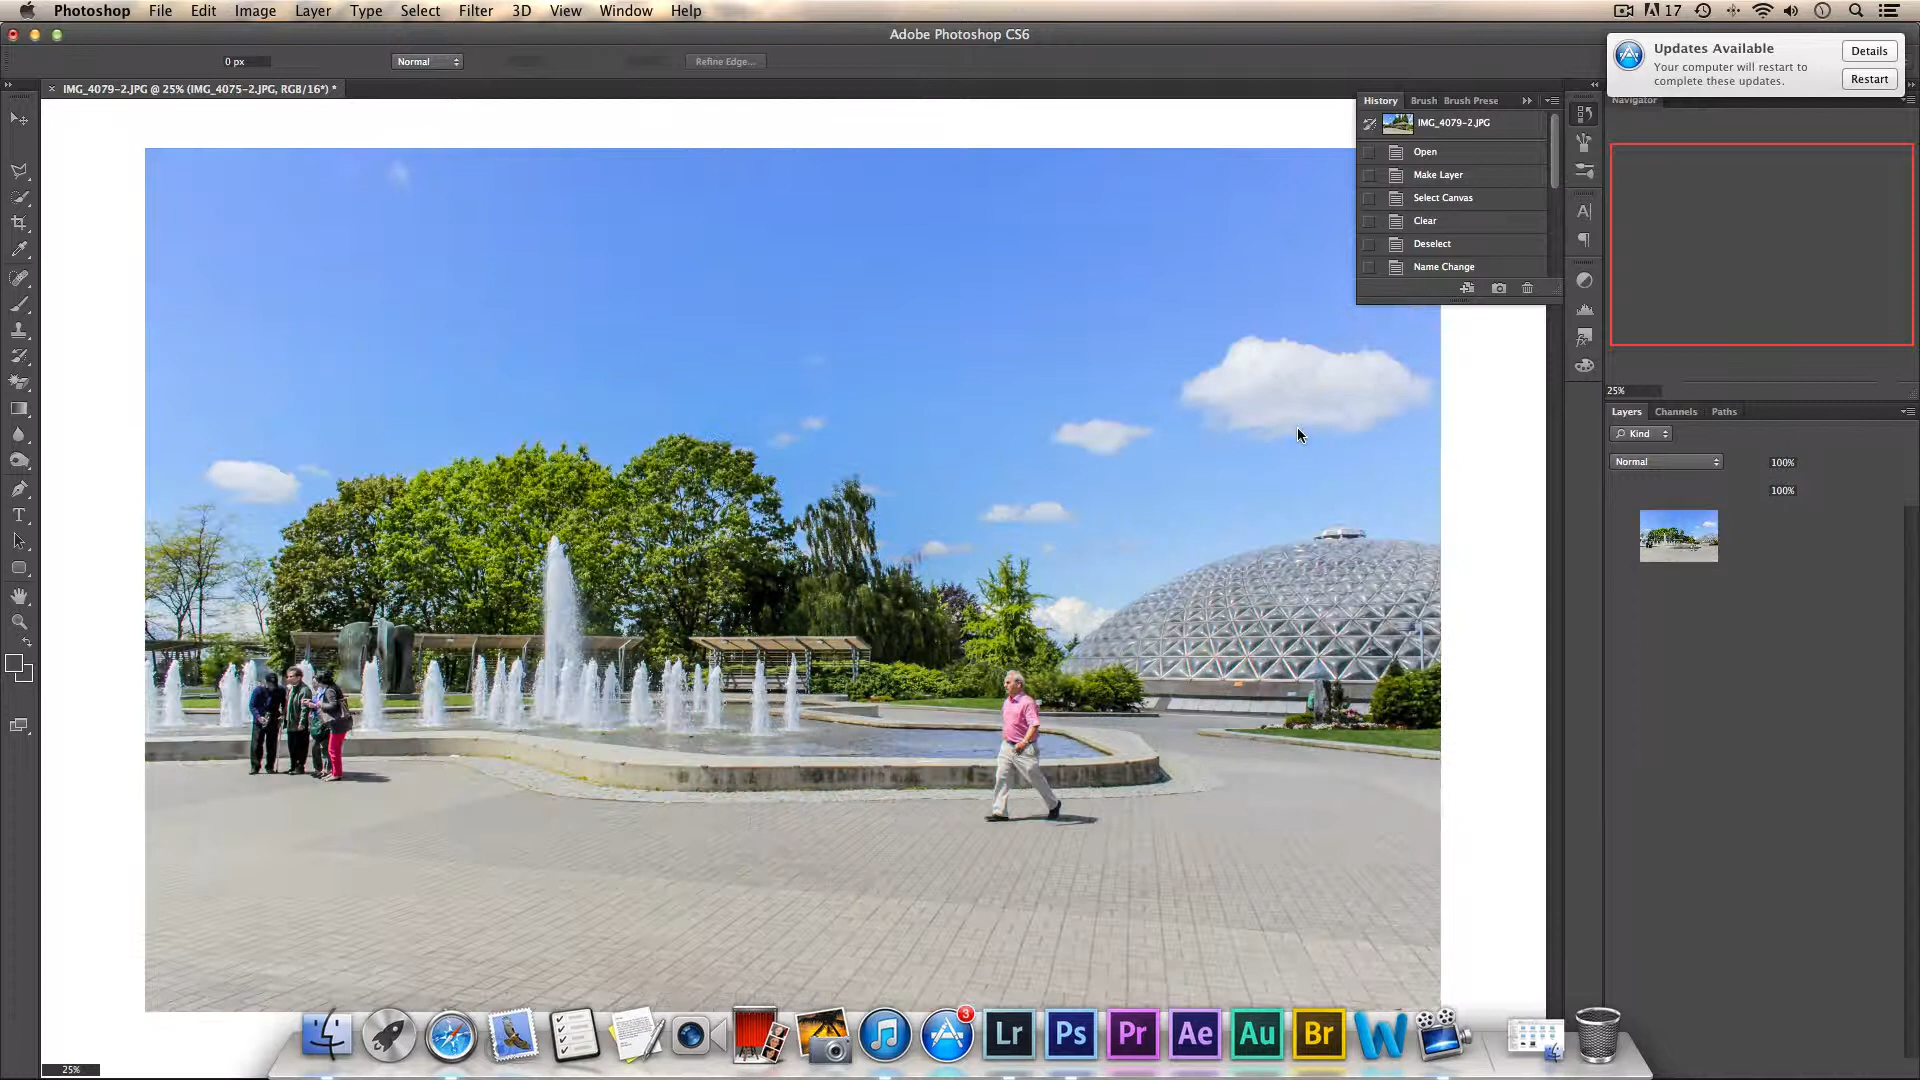 Photoshop File Edit Image Layer Type Select Filter 3D View Window Help
17
Adobe Photoshop CS6
Updates Available
Your computer will restart to
complete these updates.
Details
Restart
0 px
Normal
Refine Edge...
IMG_4079-2.JPG @ 25% (IMG_4075-2.JPG, RGB/16*) *
History Brush Brush Prese
Navigator
IMG_4079-2.JPG
Open
Make Layer
Select Canvas
Clear
Deselect
Name Change
25%
Layers Channels Paths
Kind
Normal
100%
100%
3
Lr Ps Pr Ae Au Br
25%